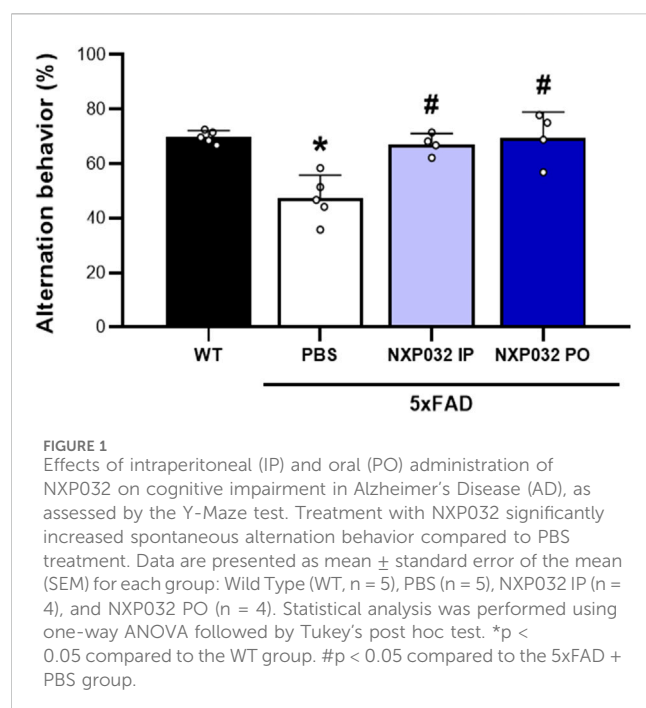 Alternation behavior (%)
100
80
60
40
20
0
*
#
#
WT
PBS
NXP032 IP
NXP032 PO
5xFAD
FIGURE 1
Effects of intraperitoneal (IP) and oral (PO) administration of
NXP032 on cognitive impairment in Alzheimer’s Disease (AD), as
assessed by the Y-Maze test. Treatment with NXP032 significantly
increased spontaneous alternation behavior compared to PBS
treatment. Data are presented as mean ± standard error of the mean
(SEM) for each group: Wild Type (WT, n = 5), PBS (n = 5), NXP032 IP (n =
4), and NXP032 PO (n = 4). Statistical analysis was performed using
one-way ANOVA followed by Tukey’s post hoc test. *p <
0.05 compared to the WT group. #p < 0.05 compared to the 5xFAD +
PBS group.